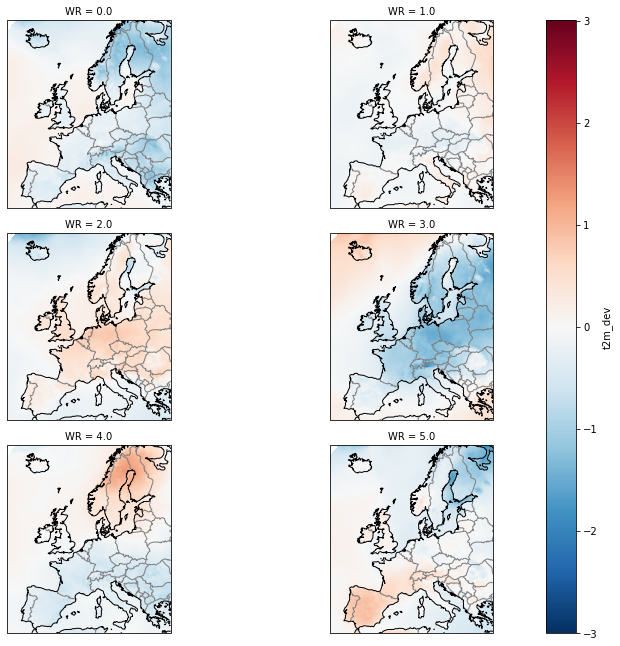 WR = 0.0
WR = 1.0
WR = 2.0
WR = 3.0
WR = 4.0
WR = 5.0
3
2
1
0
−1
−2
−3
t2m_dev